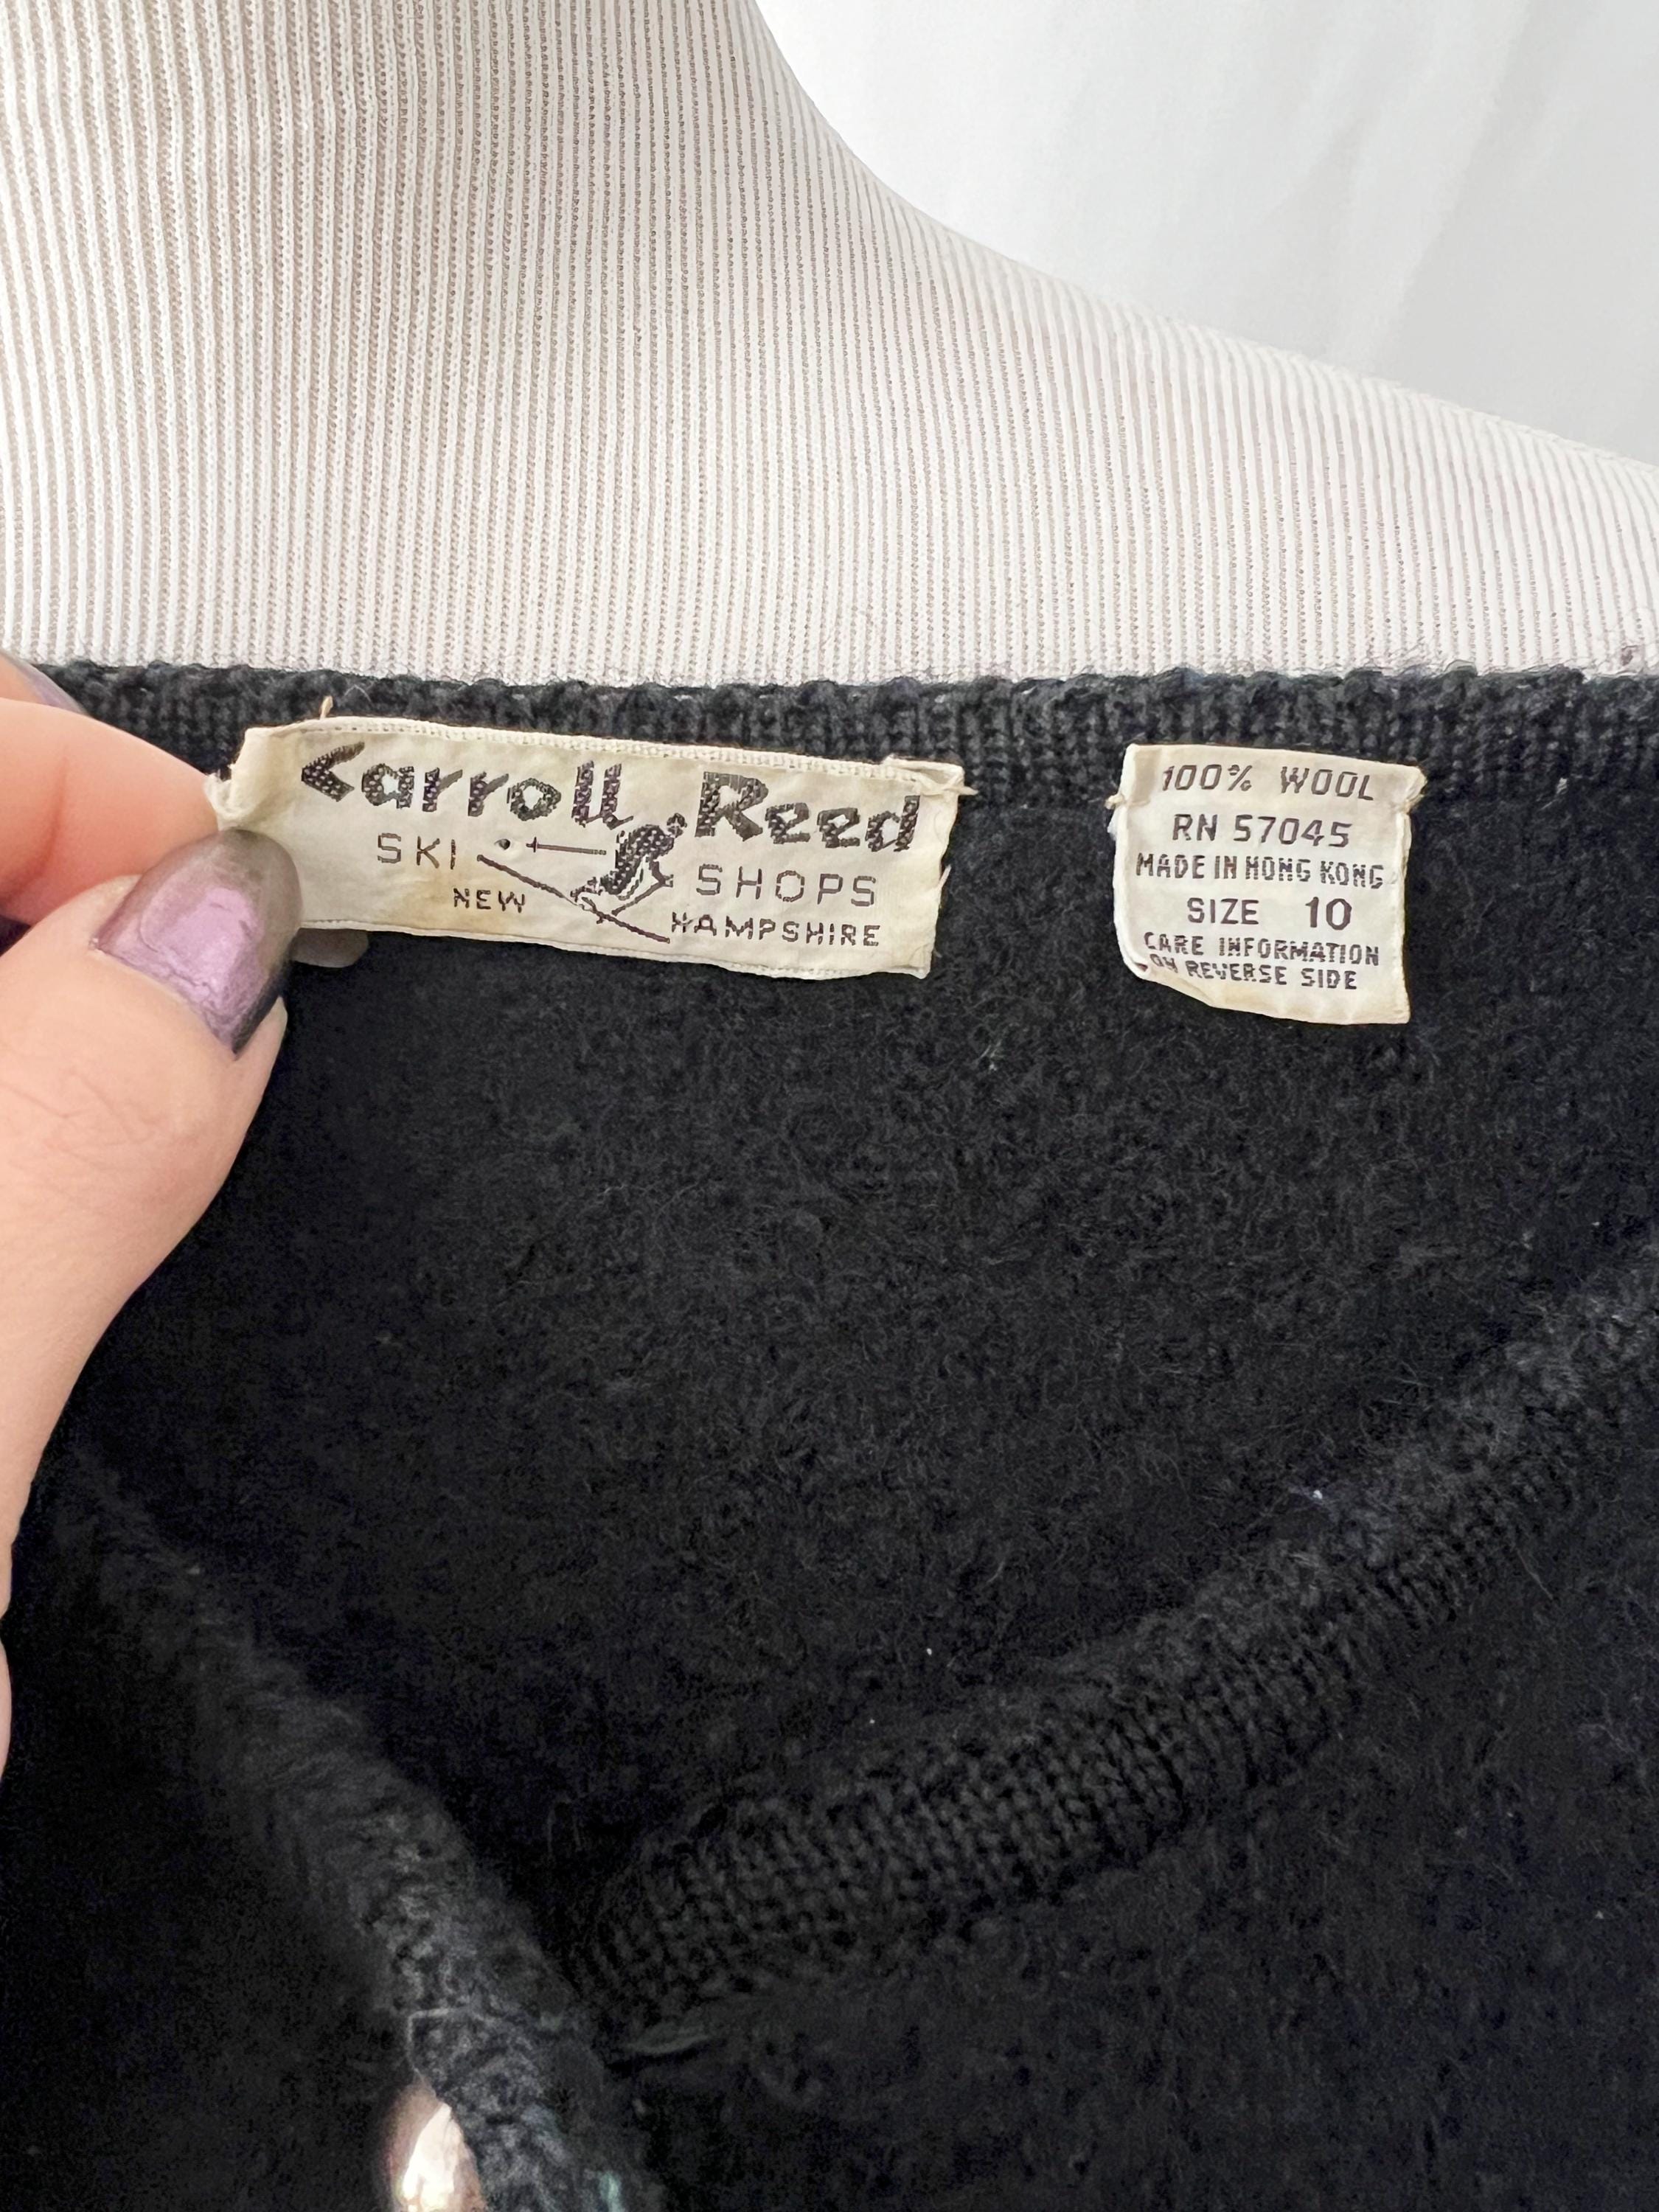 Carroll Reed
SKI SHOPS
NEW HAMPSHIRE
100% WOOL
RN 57045
MADE IN HONG KONG
SIZE 10
CARE INFORMATION
ON REVERSE SIDE